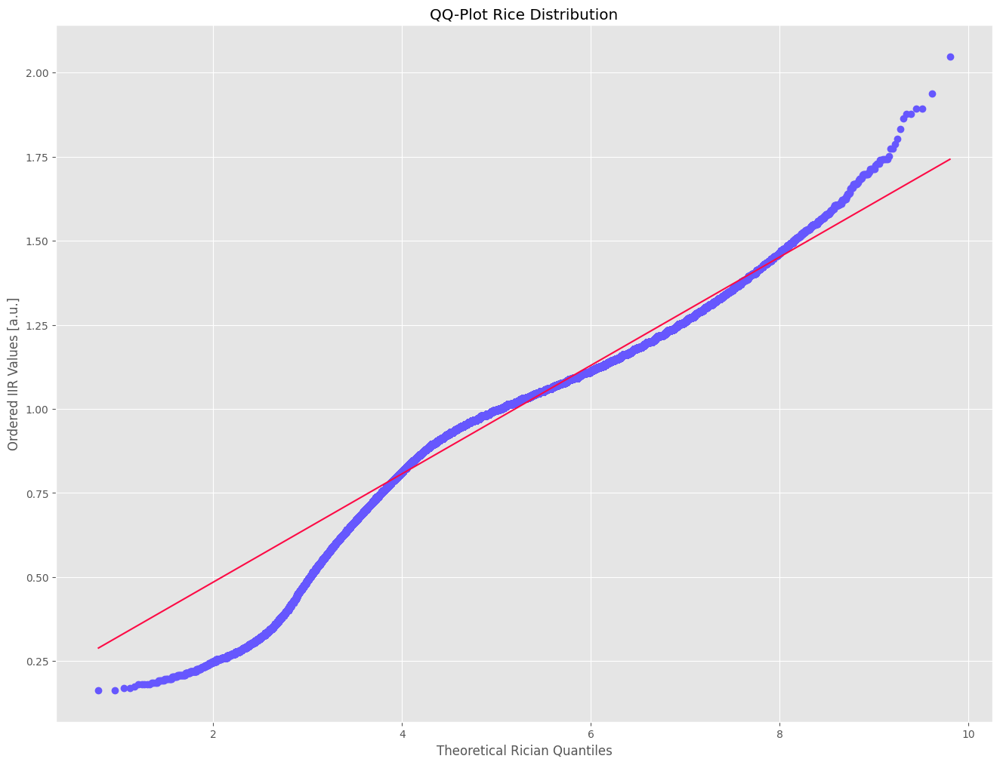 QQ-Plot Rice Distribution
2.00
1.75
1.50
1.25
1.00
0.75
0.50
0.25
Ordered IIR Values [a.u.]
2 4 6 8 10
Theoretical Rician Quantiles